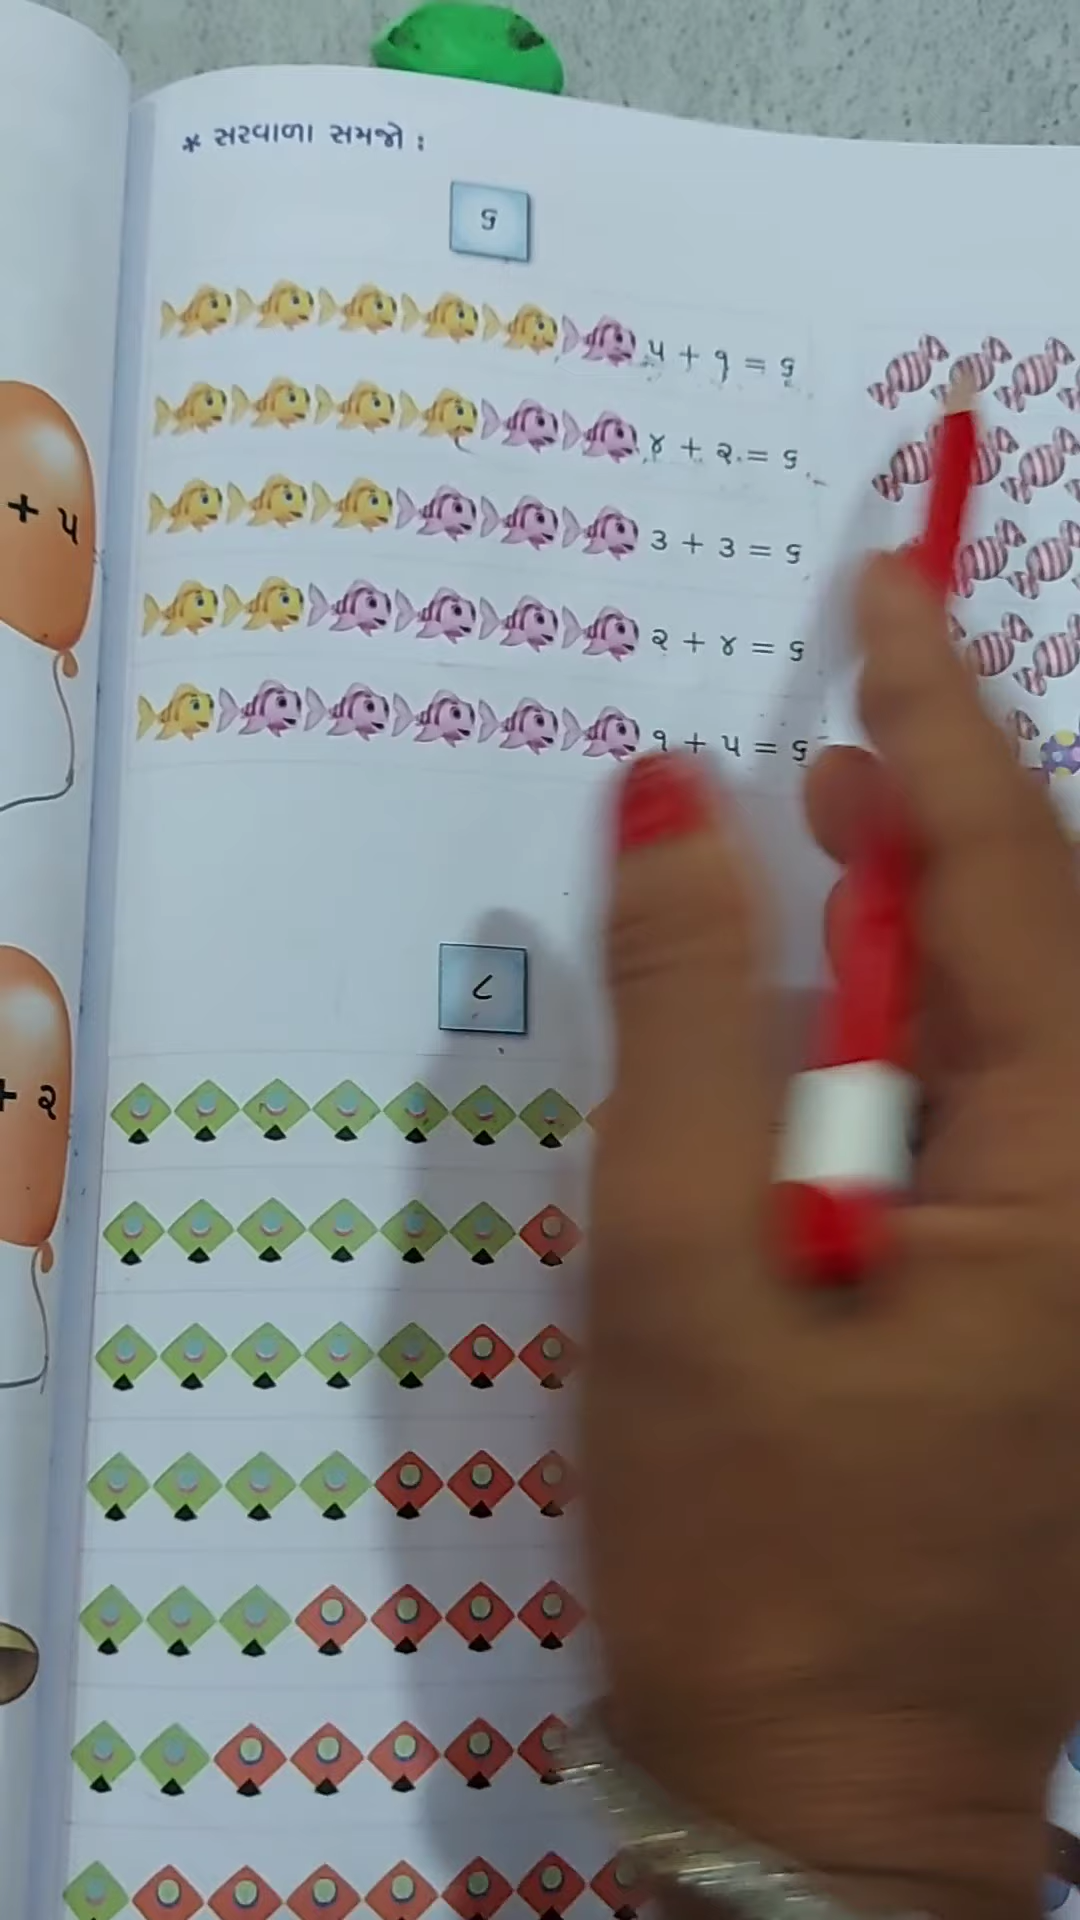 * સરવાળા સમજો :
૬
૫ + ૧ = ૬
૪ + ૨ = ૬
૩ + ૩ = ૬
૨ + ૪ = ૬
૧ + ૫ = ૬
+ ૫
૮
+ ૨